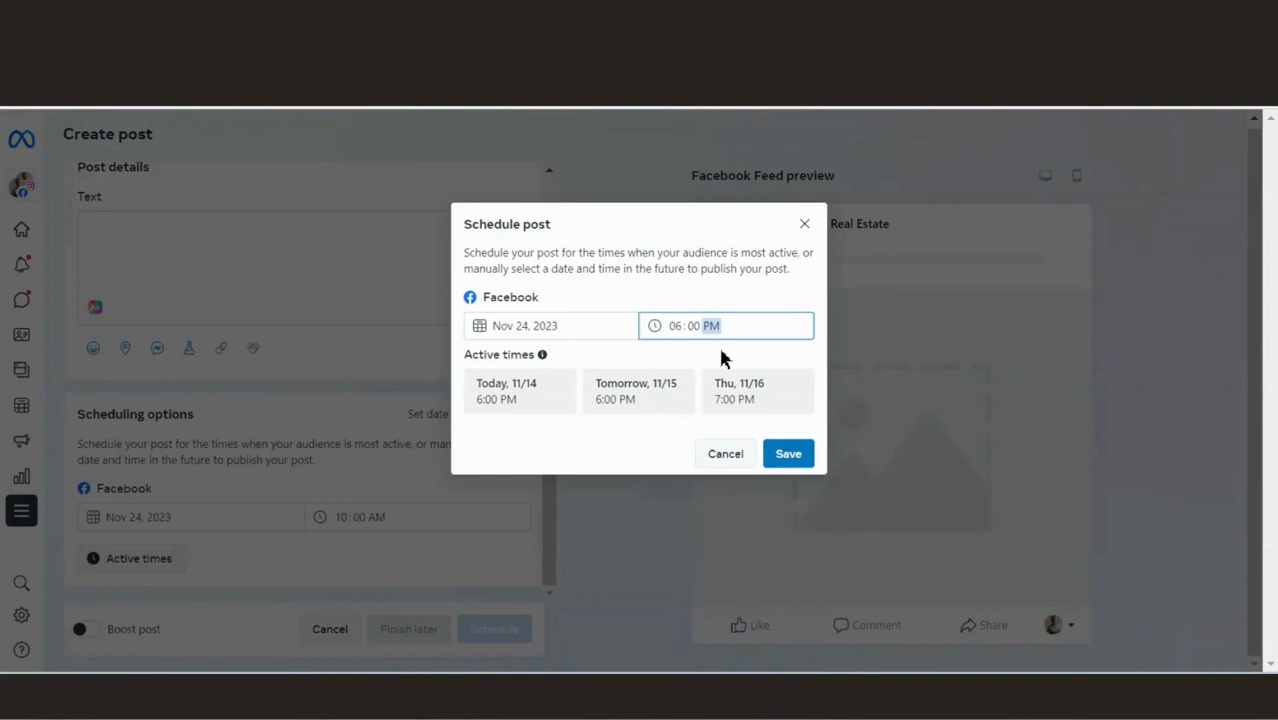 Create post
Post details
Text
Scheduling options
Set date
Schedule your post for the times when your audience is most active, or man
date and time in the future to publish your post.
Facebook
Nov 24, 2023
10:00 AM
Active times
Boost post
Cancel
Finish later
Schedule
Schedule post
Schedule your post for the times when your audience is most active, or
manually select a date and time in the future to publish your post.
Facebook
Nov 24, 2023
06:00 PM
Active times
Today, 11/14
6:00 PM
Tomorrow, 11/15
6:00 PM
Thu, 11/16
7:00 PM
Cancel
Save
Facebook Feed preview
Real Estate
Like
Comment
Share